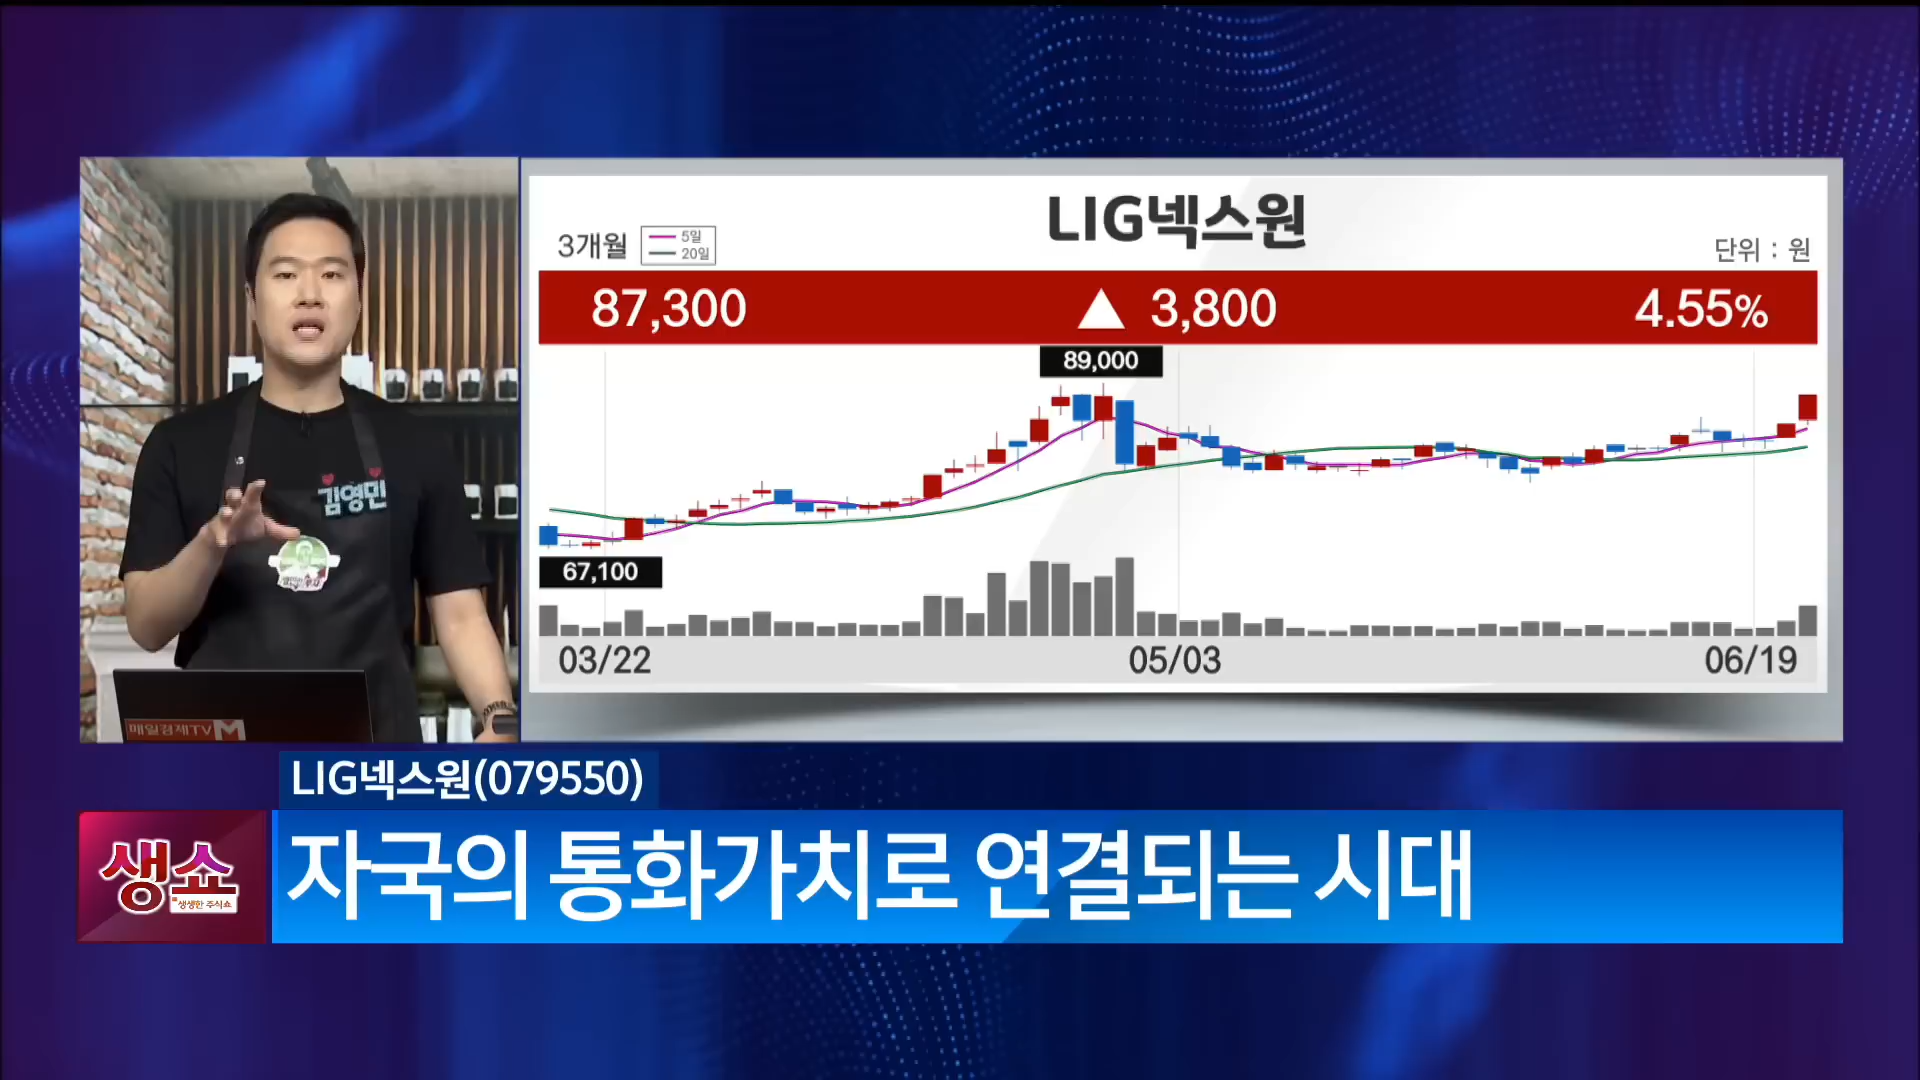 LIG넥스원
3개월
5일
20일
단위 : 원
87,300 ▲ 3,800 4.55%
89,000
67,100
03/22 05/03 06/19
김영민
매일경제TV M
LIG넥스원(079550)
생쇼
생생한 주식쇼
자국의 통화가치로 연결되는 시대